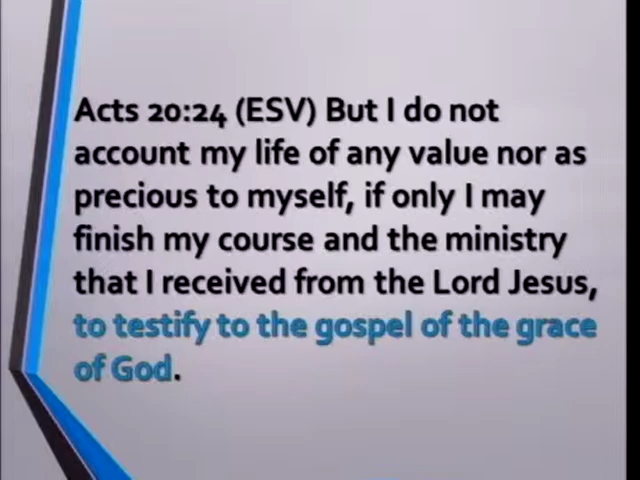 Acts 20:24 (ESV) But I do not
account my life of any value nor as
precious to myself, if only I may
finish my course and the ministry
that I received from the Lord Jesus,
to testify to the gospel of the grace
of God.